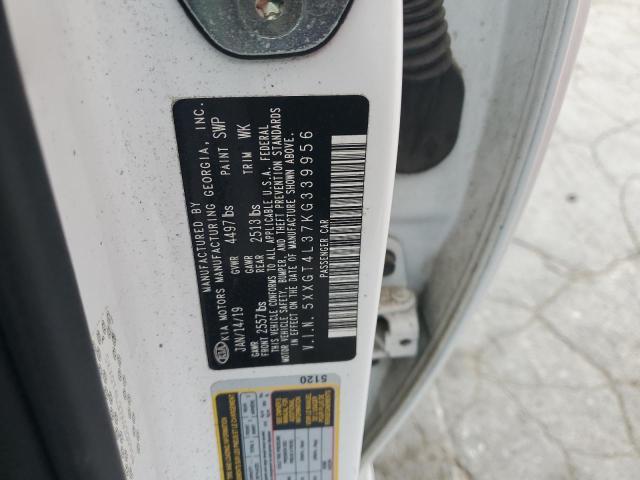 MANUFACTURED BY
KIA MOTORS MANUFACTURING GEORGIA, INC.
JAN/14/19 GVWR 4497 lbs PAINT SWP
GAWR FRONT 2557 lbs GAWR REAR 2513 lbs TRIM WK
THIS VEHICLE CONFORMS TO ALL APPLICABLE U.S.A. FEDERAL
MOTOR VEHICLE SAFETY, BUMPER, AND THEFT PREVENTION STANDARDS
IN EFFECT ON THE DATE OF MANUFACTURE SHOWN ABOVE.
V.I.N. 5XXGT4L37KG339956
PASSENGER CAR
KIA
5120